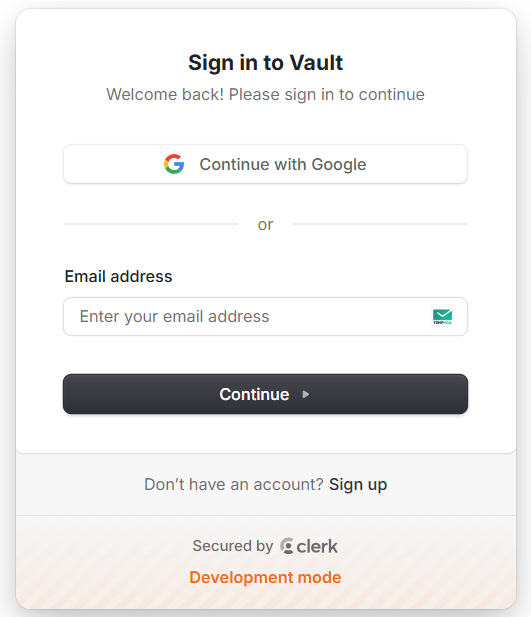 Sign in to Vault
Welcome back! Please sign in to continue
Continue with Google
or
Email address
Enter your email address
TEMPMAIL
Continue
Don’t have an account? Sign up
Secured by clerk
Development mode